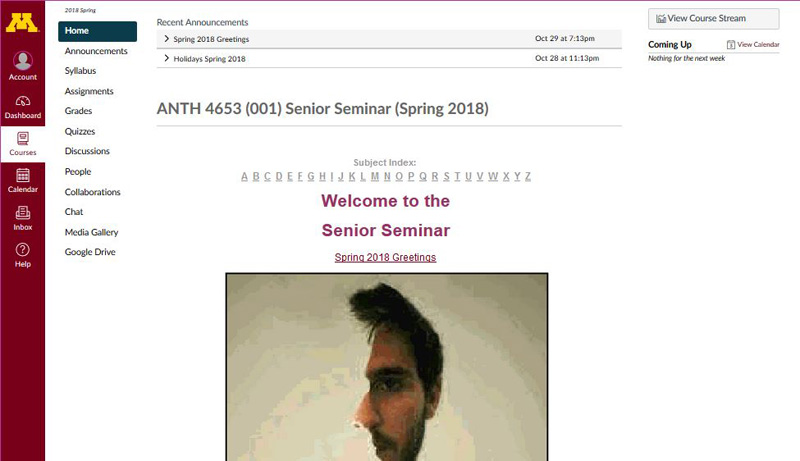 2018 Spring
Home
Announcements
Syllabus
Assignments
Grades
Quizzes
Discussions
People
Collaborations
Chat
Media Gallery
Google Drive
M
Account
Dashboard
Courses
Calendar
Inbox
Help
Recent Announcements
Spring 2018 Greetings Oct 29 at 7:13pm
Holidays Spring 2018 Oct 28 at 11:13pm
ANTH 4653 (001) Senior Seminar (Spring 2018)
Subject Index:
A B C D E F G H I J K L M N O P Q R S T U V W X Y Z
Welcome to the
Senior Seminar
Spring 2018 Greetings
View Course Stream
Coming Up View Calendar
Nothing for the next week